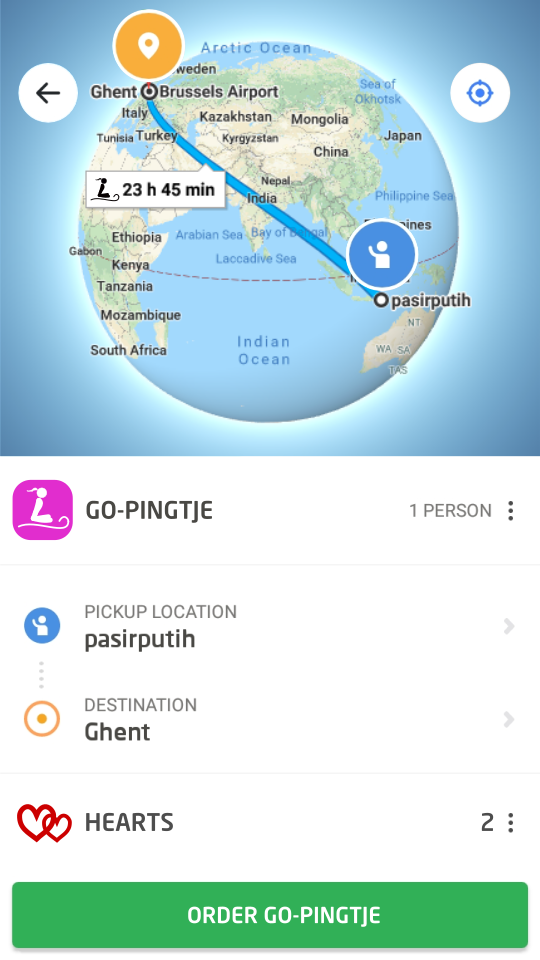 Arctic Ocean
weden
Sea of
Okhotsk
Ghent
Brussels Airport
Italy
Kazakhstan
Mongolia
Tunisia
Turkey
Kyrgyzstan
Japan
China
23 h 45 min
Nepal
India
Philippine Sea
ines
Ethiopia
Arabian Sea
Bay of Bengal
Gabon
Kenya
Laccadive Sea
Tanzania
pasirputih
Mozambique
NT
South Africa
Indian
Ocean
WA
SA
TAS
GO-PINGTJE
1 PERSON
PICKUP LOCATION
pasirputih
DESTINATION
Ghent
HEARTS
2
ORDER GO-PINGTJE